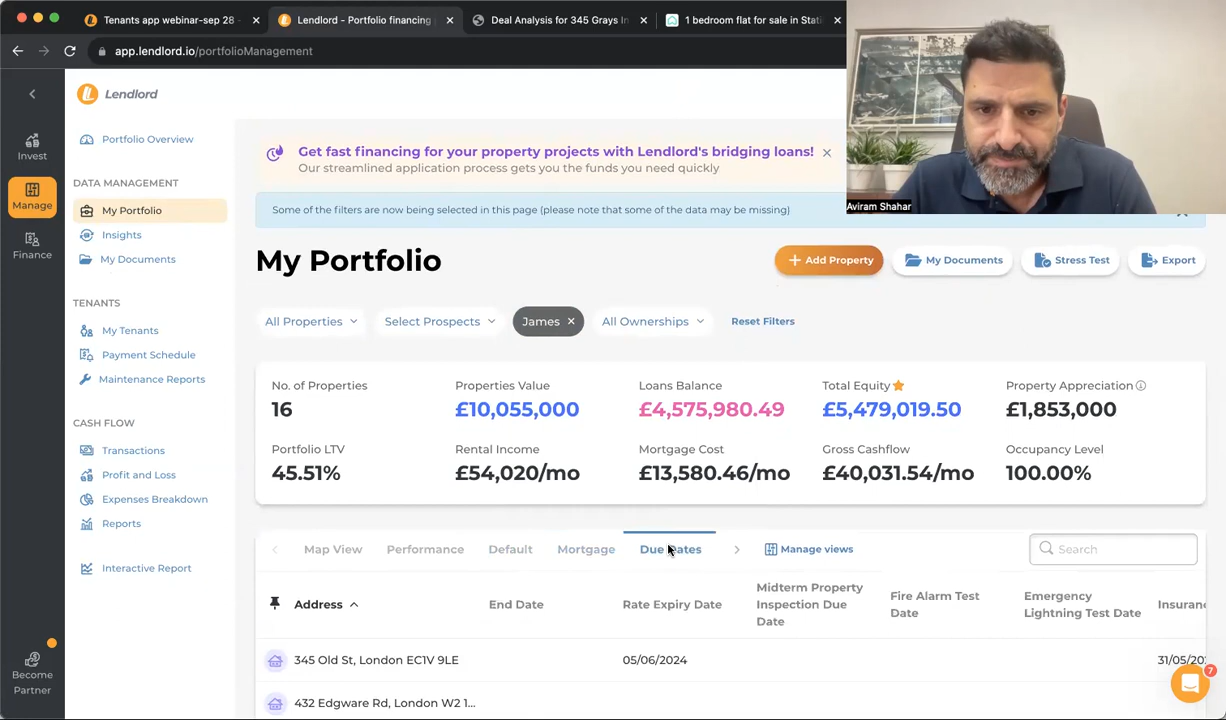 Tenants app webinar-sep 28 -
Lendlord - Portfolio financing
Deal Analysis for 345 Grays In
1 bedroom flat for sale in Stati
app.lendlord.io/portfolioManagement
Lendlord
Invest
Manage
Finance
Become
Partner
Portfolio Overview
DATA MANAGEMENT
My Portfolio
Insights
My Documents
TENANTS
My Tenants
Payment Schedule
Maintenance Reports
CASH FLOW
Transactions
Profit and Loss
Expenses Breakdown
Reports
Interactive Report
Get fast financing for your property projects with Lendlord's bridging loans!
Our streamlined application process gets you the funds you need quickly
Some of the filters are now being selected in this page (please note that some of the data may be missing)
Aviram Shahar
My Portfolio
+ Add Property
My Documents
Stress Test
Export
All Properties
Select Prospects
James ×
All Ownerships
Reset Filters
No. of Properties
16
Properties Value
£10,055,000
Loans Balance
£4,575,980.49
Total Equity
£5,479,019.50
Property Appreciation
£1,853,000
Portfolio LTV
45.51%
Rental Income
£54,020/mo
Mortgage Cost
£13,580.46/mo
Gross Cashflow
£40,031.54/mo
Occupancy Level
100.00%
Map View
Performance
Default
Mortgage
Due Dates
Manage views
Search
Address
End Date
Rate Expiry Date
Midterm Property
Inspection Due
Date
Fire Alarm Test
Date
Emergency
Lightning Test Date
Insuran
345 Old St, London EC1V 9LE
05/06/2024
31/05/20
432 Edgware Rd, London W2 1...
7